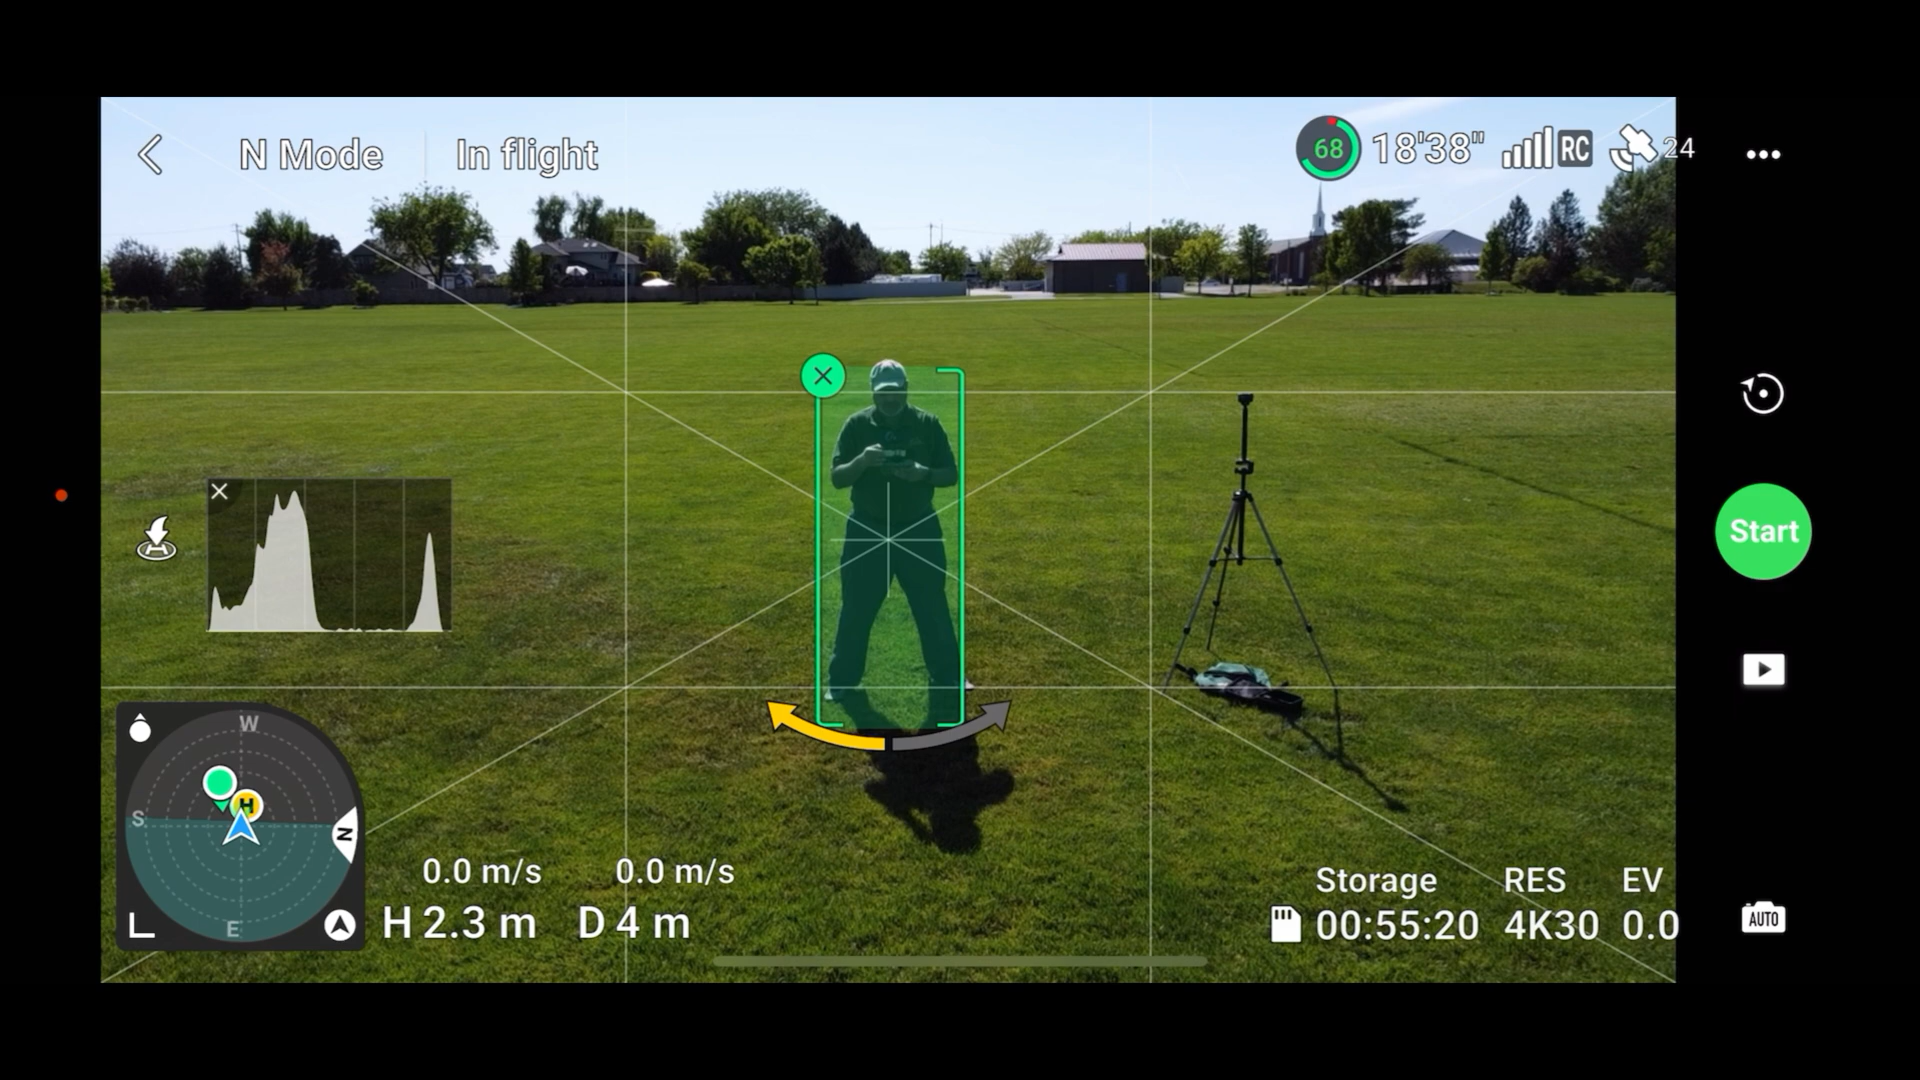 N Mode
In flight
68
18'38"
RC
24
Start
W
S
H
N
E
0.0 m/s
0.0 m/s
H 2.3 m
D 4 m
Storage
RES
EV
00:55:20
4K30
0.0
AUTO